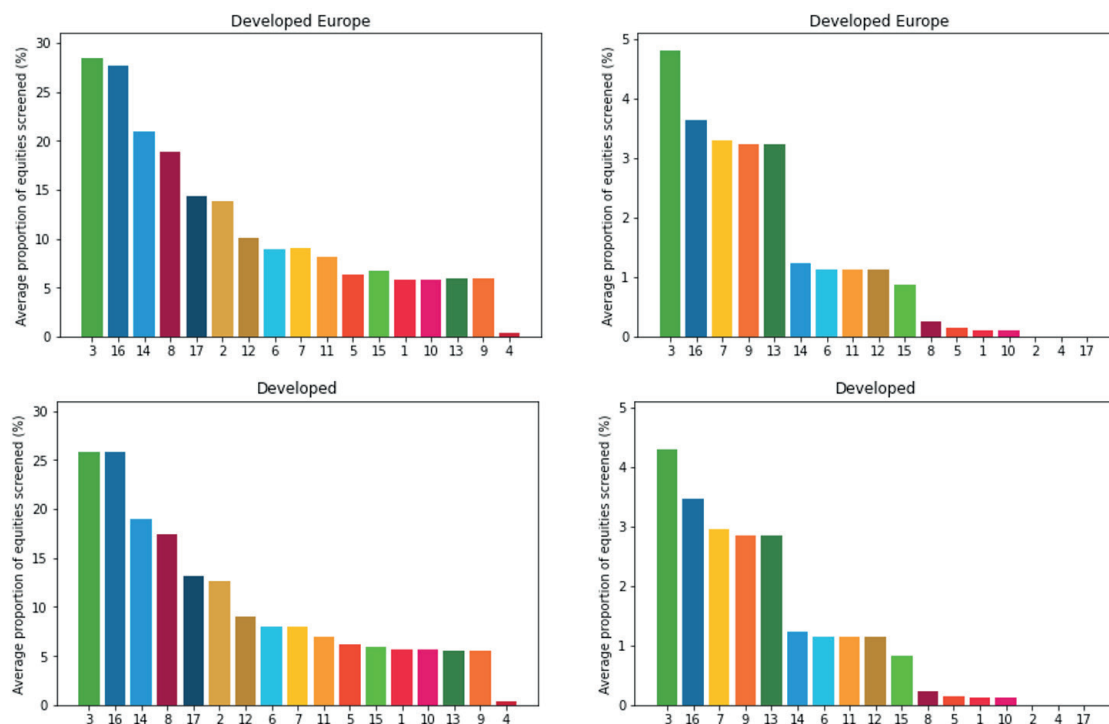 Developed Europe
Average proportion of equities screened (%)
30
25
20
15
10
5
0
3 16 14 8 17 2 12 6 7 11 5 15 1 10 13 9 4
Developed Europe
Average proportion of equities screened (%)
5
4
3
2
1
0
3 16 7 9 13 14 6 11 12 15 8 5 1 10 2 4 17
Developed
Average proportion of equities screened (%)
30
25
20
15
10
5
0
3 16 14 8 17 2 12 6 7 11 5 15 1 10 13 9 4
Developed
Average proportion of equities screened (%)
5
4
3
2
1
0
3 16 7 9 13 14 6 11 12 15 8 5 1 10 2 4 17